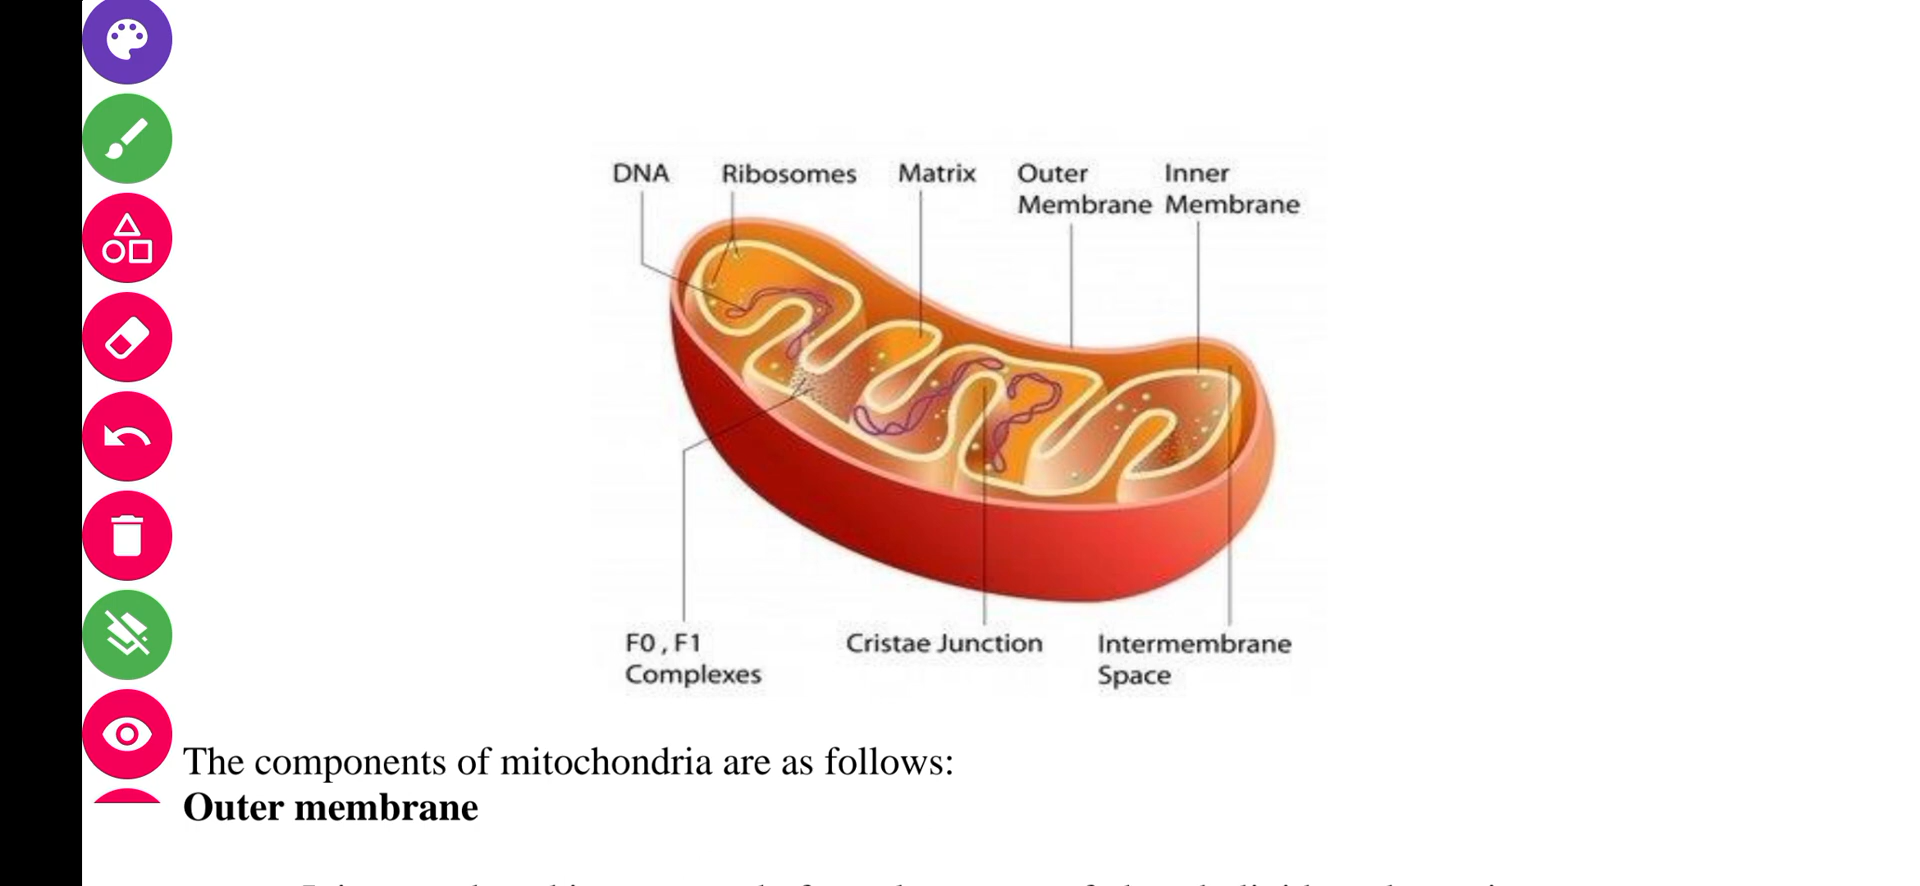 DNA Ribosomes Matrix Outer Membrane Inner Membrane
F0 , F1 Complexes Cristae Junction Intermembrane Space
The components of mitochondria are as follows:
Outer membrane